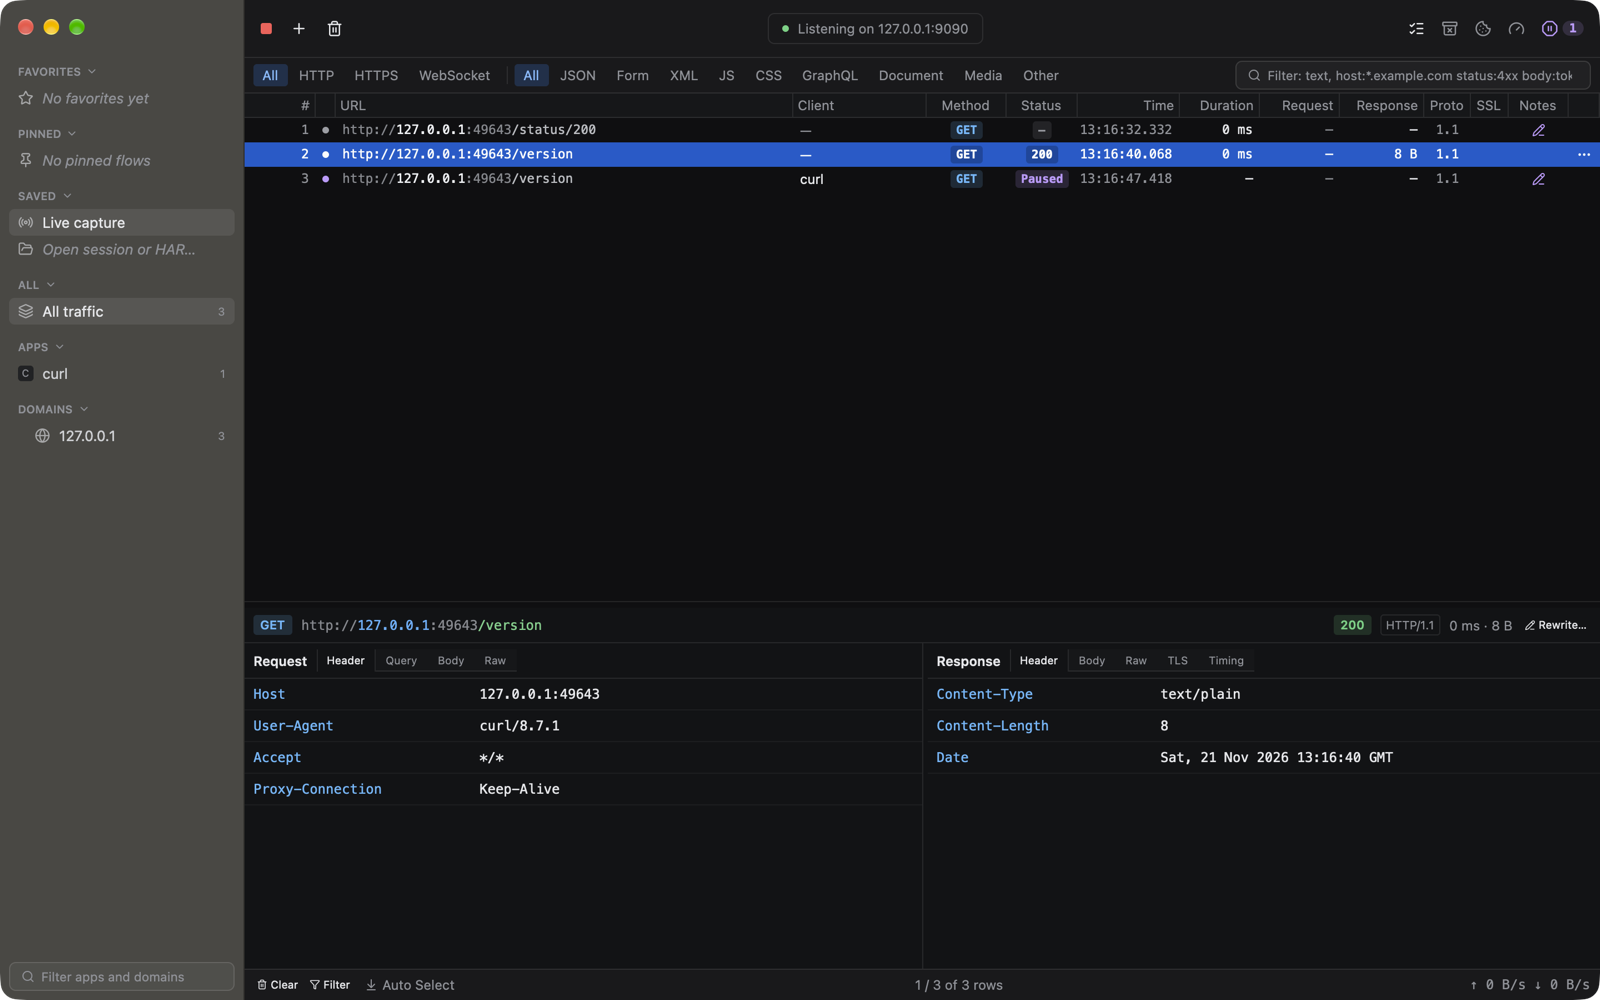 Listening on 127.0.0.1:9090
1
FAVORITES
No favorites yet
PINNED
No pinned flows
SAVED
Live capture
Open session or HAR...
ALL
All traffic 3
APPS
C curl 1
DOMAINS
127.0.0.1 3
Filter apps and domains
All HTTP HTTPS WebSocket All JSON Form XML JS CSS GraphQL Document Media Other Filter: text, host:*.example.com status:4xx body:tok
# URL Client Method Status Time Duration Request Response Proto SSL Notes
1 http://127.0.0.1:49643/status/200 — GET — 13:16:32.332 0 ms — — 1.1
2 http://127.0.0.1:49643/version — GET 200 13:16:40.068 0 ms — 8 B 1.1 ...
3 http://127.0.0.1:49643/version curl GET Paused 13:16:47.418 — — — 1.1
GET http://127.0.0.1:49643/version 200 HTTP/1.1 0 ms · 8 B Rewrite...
Request Header Query Body Raw
Host 127.0.0.1:49643
User-Agent curl/8.7.1
Accept */*
Proxy-Connection Keep-Alive
Response Header Body Raw TLS Timing
Content-Type text/plain
Content-Length 8
Date Sat, 21 Nov 2026 13:16:40 GMT
Clear Filter Auto Select 1 / 3 of 3 rows ↑ 0 B/s ↓ 0 B/s